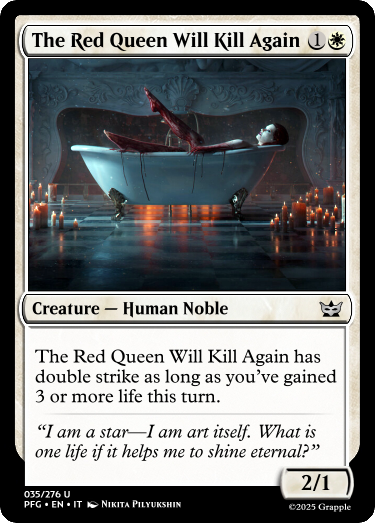 The Red Queen Will Kill Again 1
Creature — Human Noble
The Red Queen Will Kill Again has
double strike as long as you’ve gained
3 or more life this turn.
“I am a star—I am art itself. What is
one life if it helps me to shine eternal?”
2/1
035/276 U
PFG • EN • IT Nikita Pilyukshin
©2025 Grapple